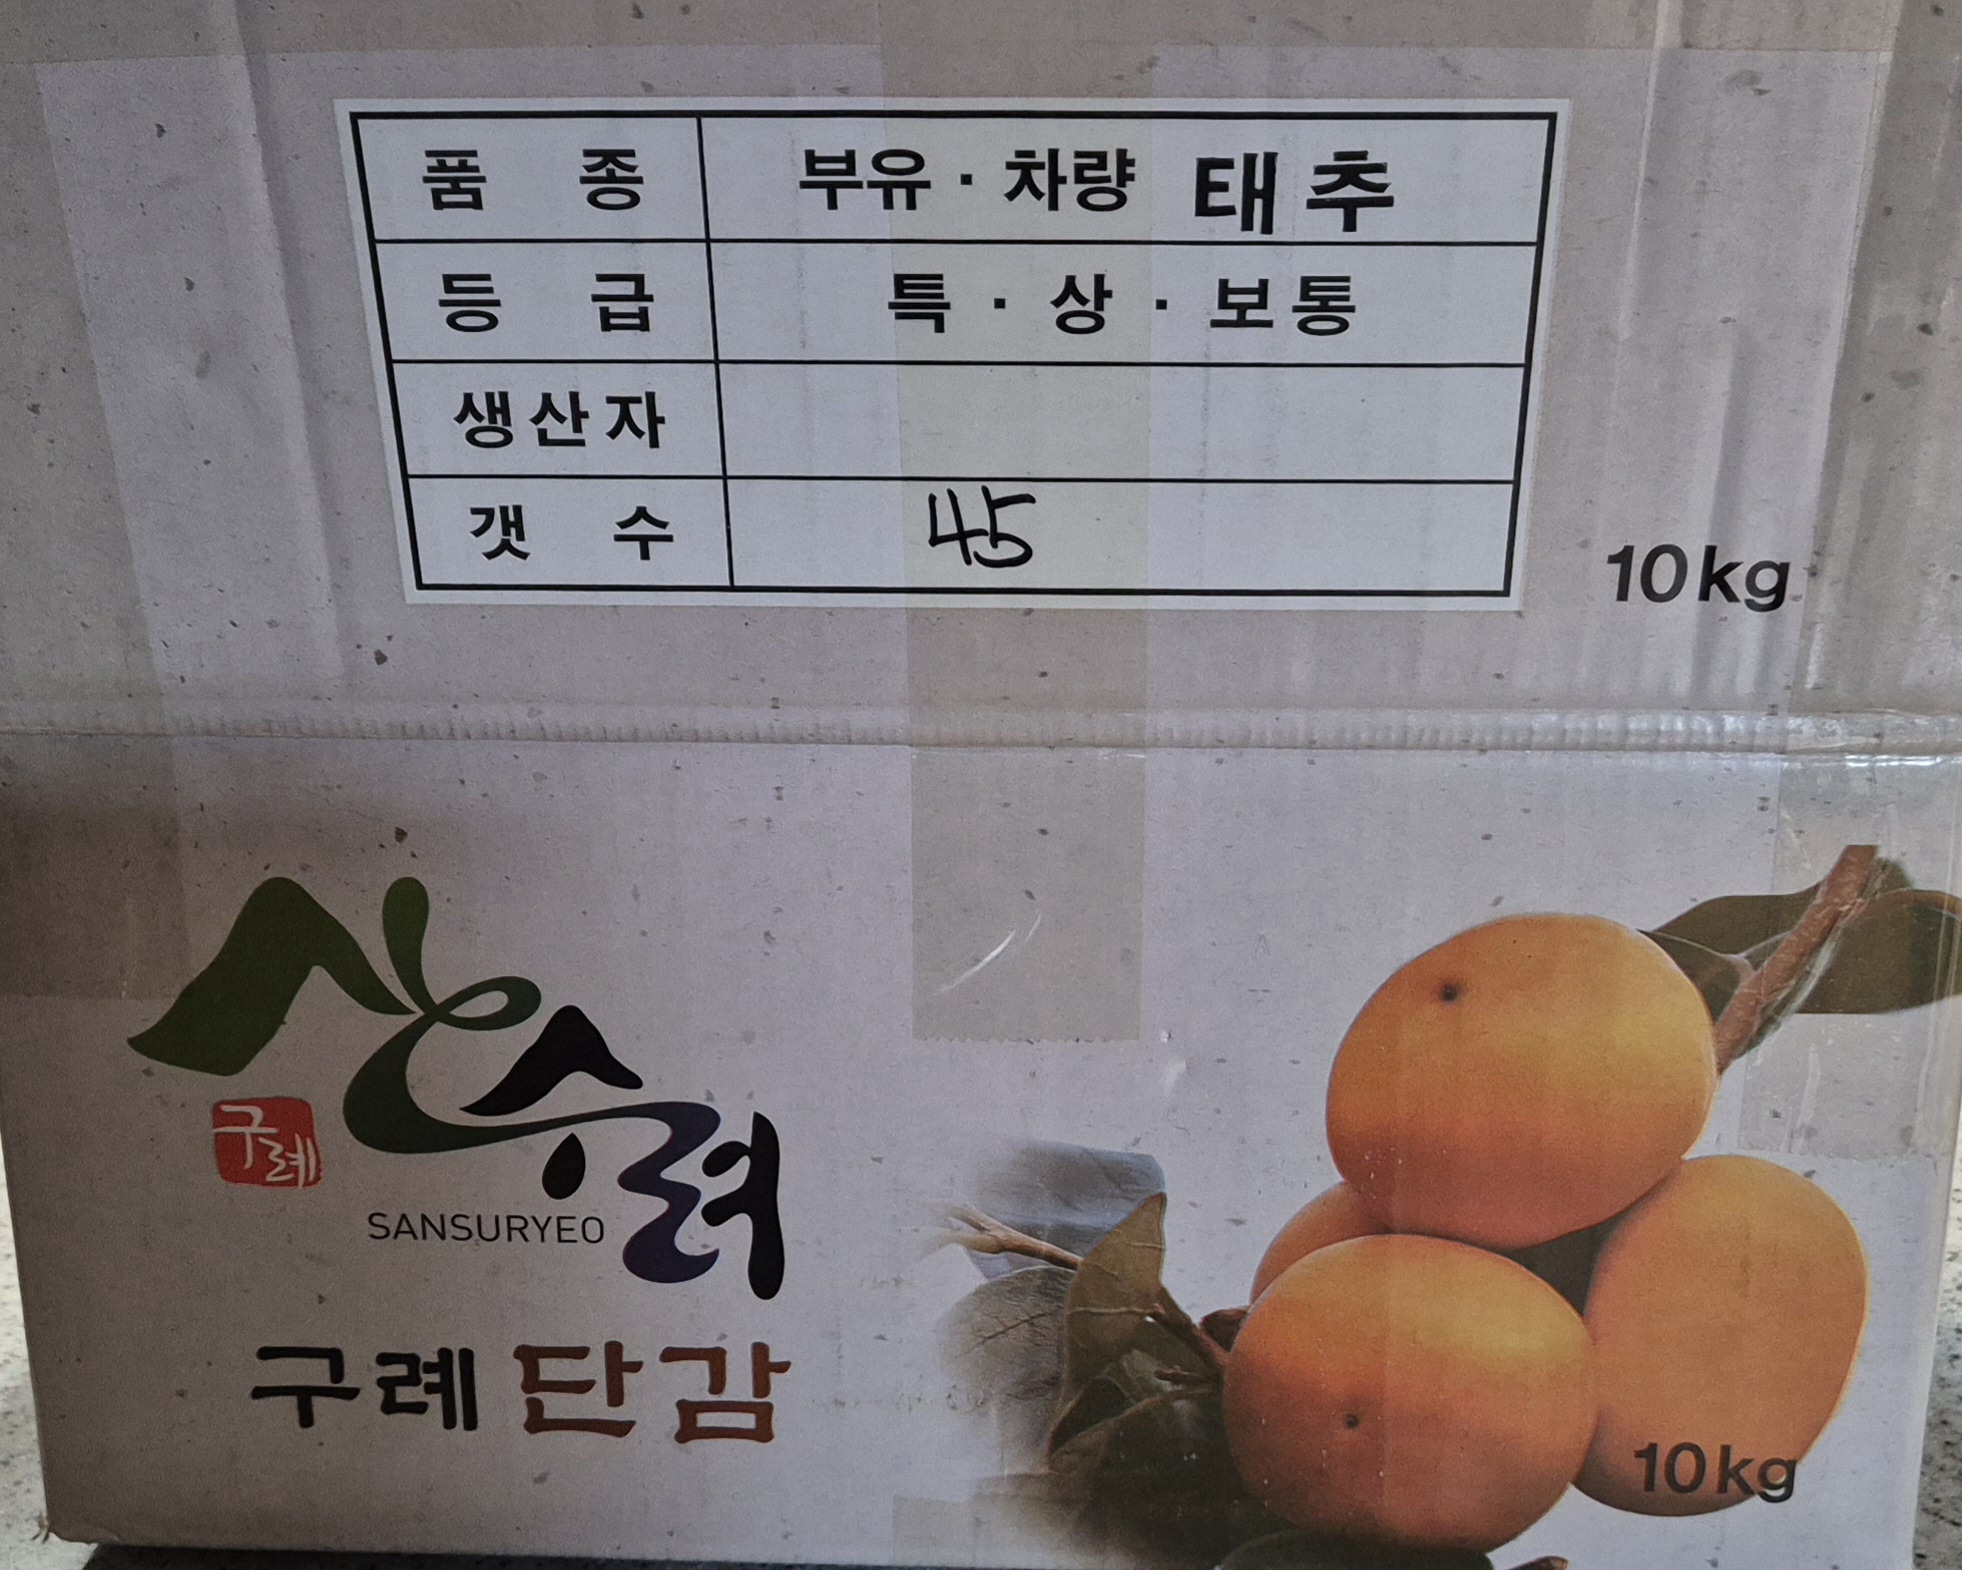 품 종 부유 · 차량 태추
등 급 특 · 상 · 보통
생산자
갯 수 45
10kg
산수려
구례
SANSURYEO
구례 단감
10kg